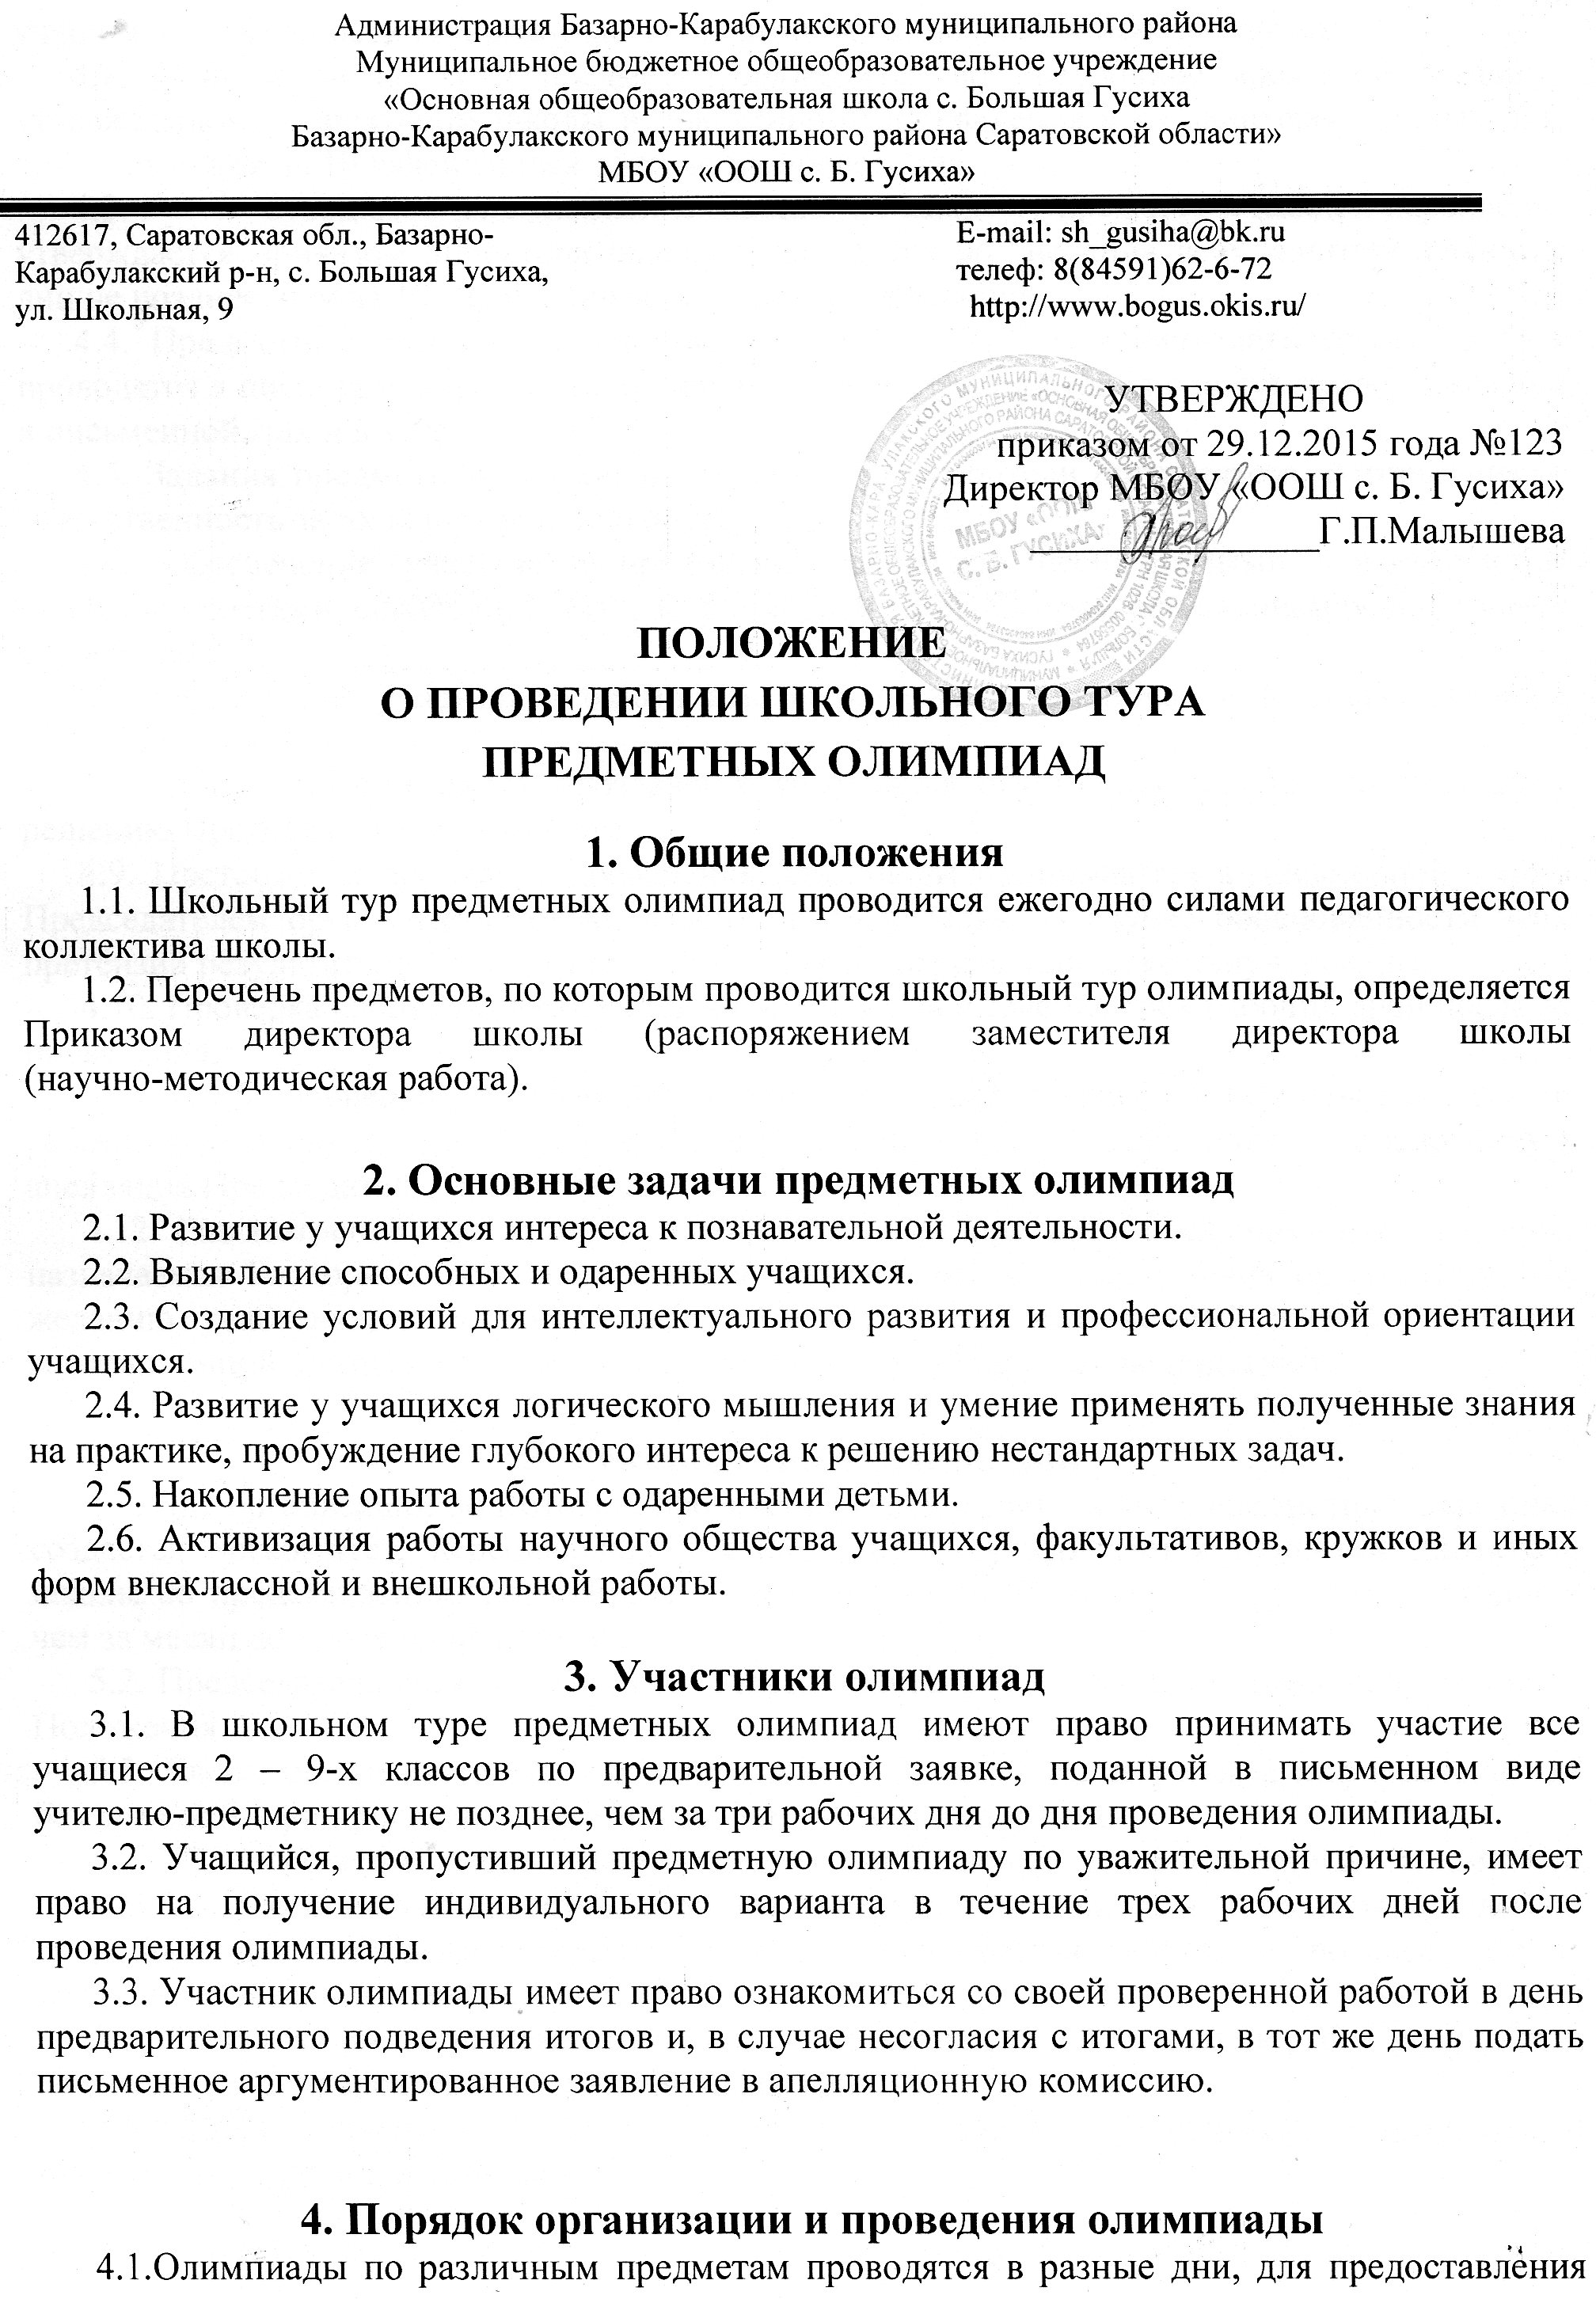 Администрация Базарно-Карабулакского муниципального района
Муниципальное бюджетное общеобразовательное учреждение
«Основная общеобразовательная школа с. Большая Гусиха
Базарно-Карабулакского муниципального района Саратовской области»
МБОУ «ООШ с. Б. Гусиха»
412617, Саратовская обл., Базарно-
Карабулакский р-н, с. Большая Гусиха,
ул. Школьная, 9
E-mail: sh_gusiha@bk.ru
телеф: 8(84591)62-6-72
http://www.bogus.okis.ru/
УТВЕРЖДЕНО
приказом от 29.12.2015 года №123
Директор МБОУ «ООШ с. Б. Гусиха»
Г.П.Малышева
МБОУ «ООШ
С. Б. ГУСИХА»
ПОЛОЖЕНИЕ
О ПРОВЕДЕНИИ ШКОЛЬНОГО ТУРА
ПРЕДМЕТНЫХ ОЛИМПИАД
1. Общие положения
1.1. Школьный тур предметных олимпиад проводится ежегодно силами педагогического
коллектива школы.
1.2. Перечень предметов, по которым проводится школьный тур олимпиады, определяется
Приказом директора школы (распоряжением заместителя директора школы
(научно-методическая работа).
2. Основные задачи предметных олимпиад
2.1. Развитие у учащихся интереса к познавательной деятельности.
2.2. Выявление способных и одаренных учащихся.
2.3. Создание условий для интеллектуального развития и профессиональной ориентации
учащихся.
2.4. Развитие у учащихся логического мышления и умение применять полученные знания
на практике, пробуждение глубокого интереса к решению нестандартных задач.
2.5. Накопление опыта работы с одаренными детьми.
2.6. Активизация работы научного общества учащихся, факультативов, кружков и иных
форм внеклассной и внешкольной работы.
3. Участники олимпиад
3.1. В школьном туре предметных олимпиад имеют право принимать участие все
учащиеся 2 – 9-х классов по предварительной заявке, поданной в письменном виде
учителю-предметнику не позднее, чем за три рабочих дня до дня проведения олимпиады.
3.2. Учащийся, пропустивший предметную олимпиаду по уважительной причине, имеет
право на получение индивидуального варианта в течение трех рабочих дней после
проведения олимпиады.
3.3. Участник олимпиады имеет право ознакомиться со своей проверенной работой в день
предварительного подведения итогов и, в случае несогласия с итогами, в тот же день подать
письменное аргументированное заявление в апелляционную комиссию.
4. Порядок организации и проведения олимпиады
4.1.Олимпиады по различным предметам проводятся в разные дни, для предоставления